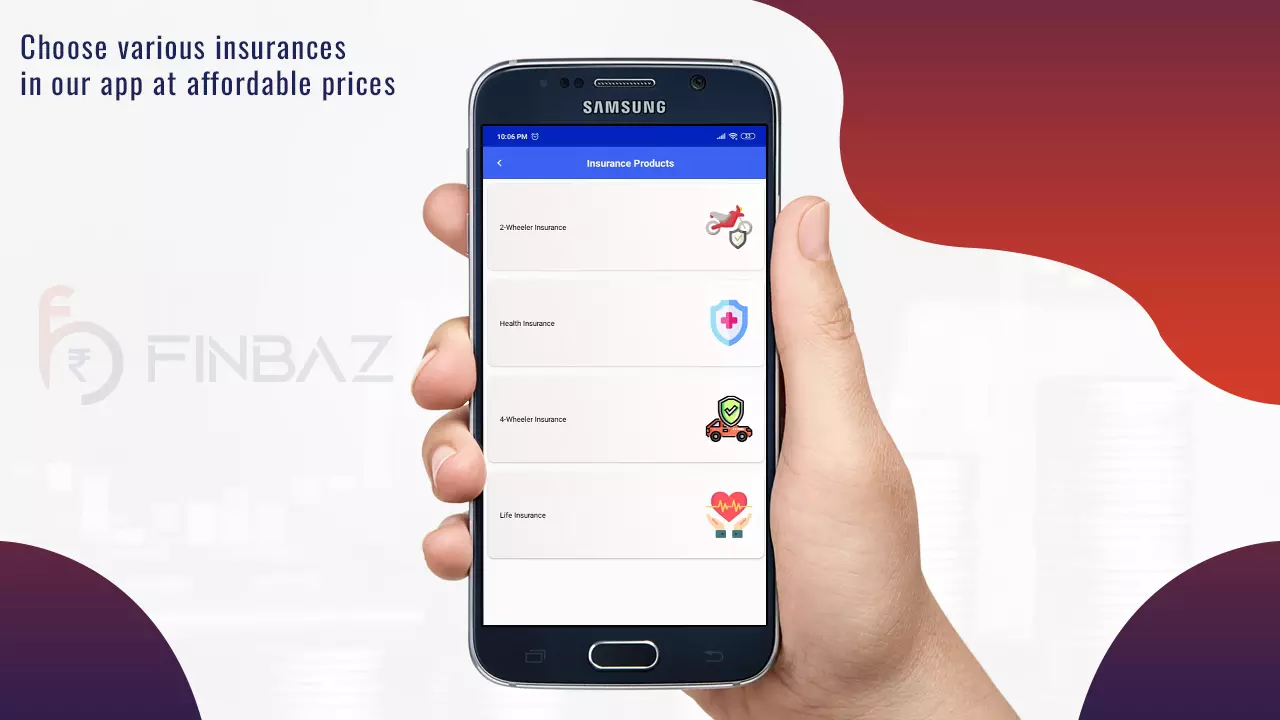 Choose various insurances
in our app at affordable prices
SAMSUNG
10:06 PM
53
Insurance Products
2-Wheeler Insurance
Health Insurance
4-Wheeler Insurance
Life Insurance
₹ FINBAZ